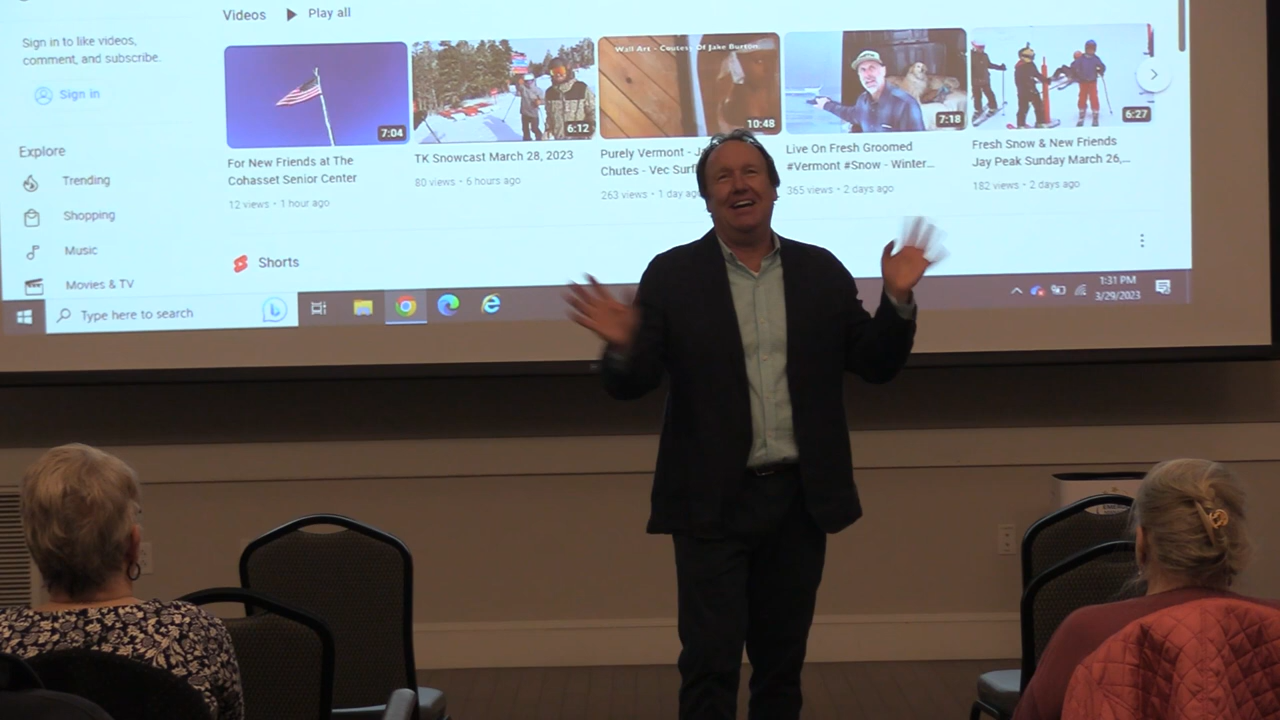 Videos
Play all
Sign in to like videos,
comment, and subscribe.
Sign in
Wall Art - Coutesy Of Jake Burton
7:04
6:12
10:48
7:18
6:27
For New Friends at The
Cohasset Senior Center
12 views • 1 hour ago
TK Snowcast March 28, 2023
80 views • 6 hours ago
Purely Vermont - Ja
Chutes - Vec Surf
263 views • 1 day ago
Live On Fresh Groomed
#Vermont #Snow - Winter...
365 views • 2 days ago
Fresh Snow & New Friends
Jay Peak Sunday March 26,...
182 views • 2 days ago
Explore
Trending
Shopping
Music
Movies & TV
Shorts
Type here to search
1:31 PM
3/29/2023